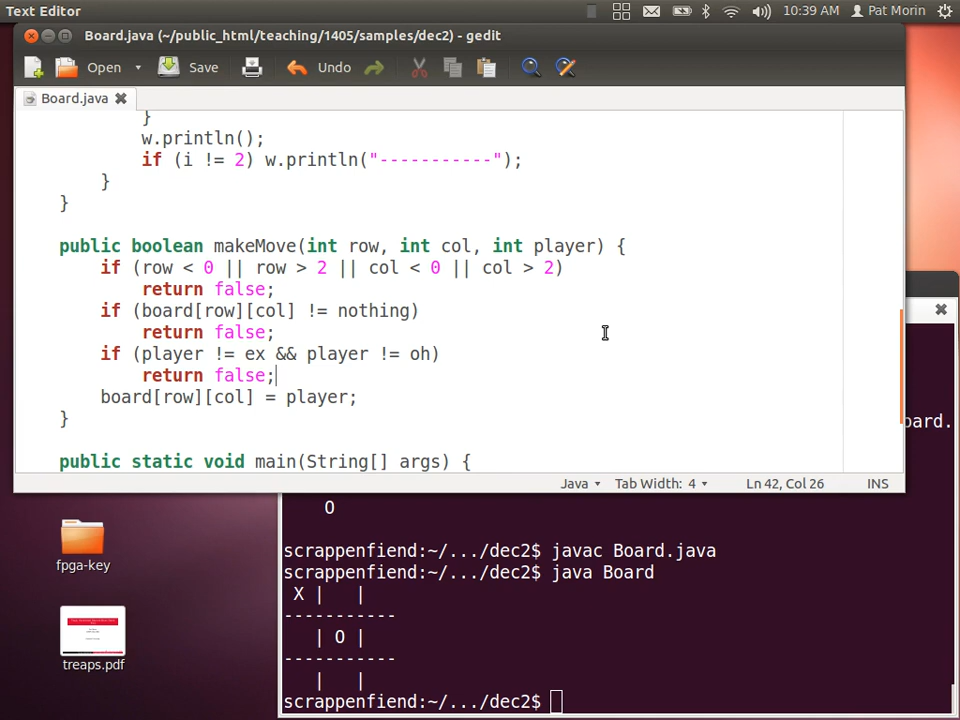 Text Editor
10:39 AM
Pat Morin
Board.java (~/public_html/teaching/1405/samples/dec2) - gedit
Open
Save
Undo
Board.java
}
w.println();
if (i != 2) w.println("-----------");
}
}
public boolean makeMove(int row, int col, int player) {
if (row < 0 || row > 2 || col < 0 || col > 2)
return false;
if (board[row][col] != nothing)
return false;
if (player != ex && player != oh)
return false;
board[row][col] = player;
}
public static void main(String[] args) {
Java
Tab Width: 4
Ln 42, Col 26
INS
oard.
O
scrappenfiend:~/.../dec2$ javac Board.java
scrappenfiend:~/.../dec2$ java Board
X |   |
-----------
  | O |
-----------
  |   |
scrappenfiend:~/.../dec2$
fpga-key
treaps.pdf